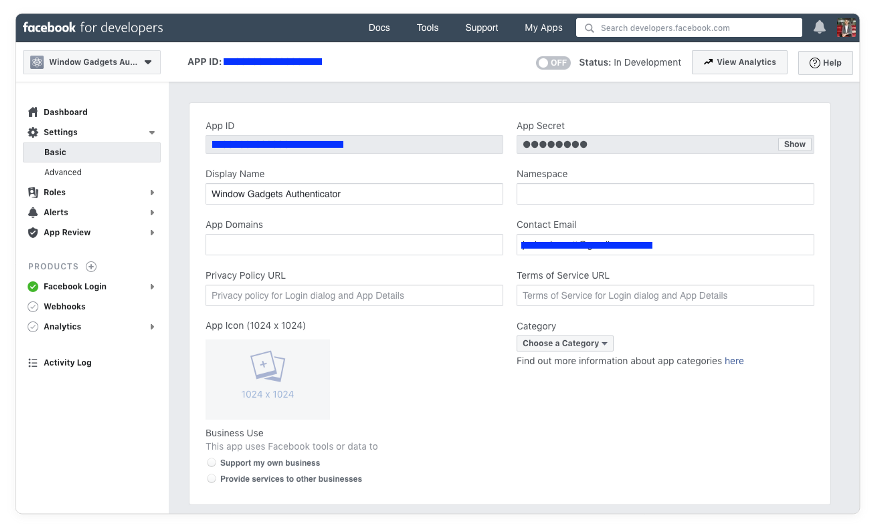 facebook for developers Docs Tools Support My Apps Search developers.facebook.com
Window Gadgets Au... APP ID: OFF Status: In Development View Analytics Help
Dashboard
Settings
Basic
Advanced
Roles
Alerts
App Review
PRODUCTS
Facebook Login
Webhooks
Analytics
Activity Log
App ID App Secret
Show
Display Name Namespace
Window Gadgets Authenticator
App Domains Contact Email
Privacy Policy URL Terms of Service URL
Privacy policy for Login dialog and App Details Terms of Service for Login dialog and App Details
App Icon (1024 x 1024) Category
Choose a Category
Find out more information about app categories here
1024 x 1024
Business Use
This app uses Facebook tools or data to
Support my own business
Provide services to other businesses